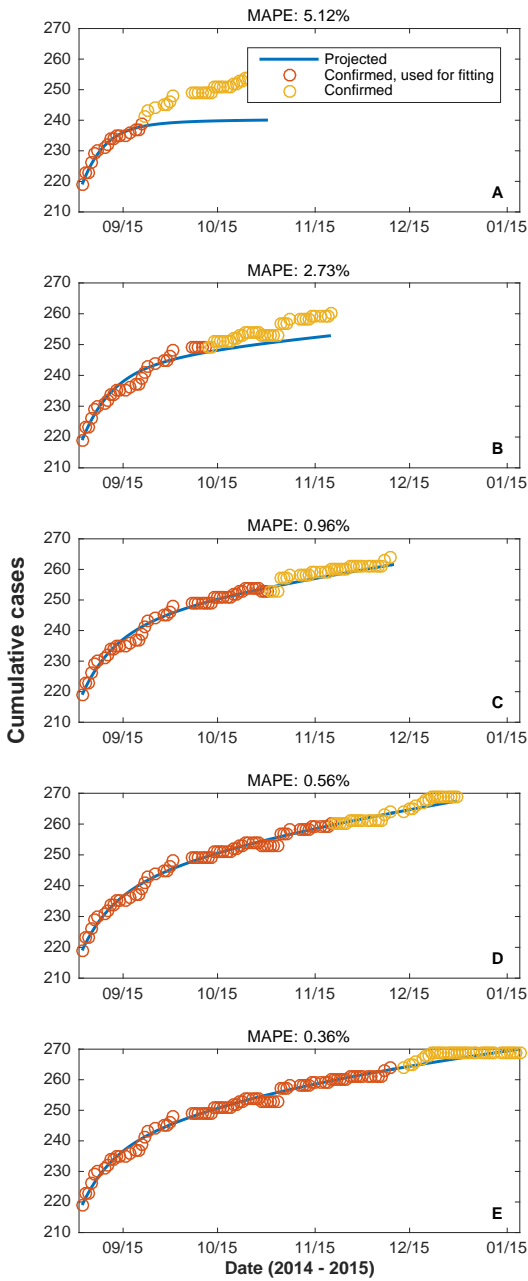 MAPE: 5.12%
270
260
250
240
230
220
210
Projected
Confirmed, used for fitting
Confirmed
A
09/15 10/15 11/15 12/15 01/15
MAPE: 2.73%
270
260
250
240
230
220
210
B
09/15 10/15 11/15 12/15 01/15
MAPE: 0.96%
270
260
250
240
230
220
210
C
09/15 10/15 11/15 12/15 01/15
Cumulative cases
MAPE: 0.56%
270
260
250
240
230
220
210
D
09/15 10/15 11/15 12/15 01/15
MAPE: 0.36%
270
260
250
240
230
220
210
E
09/15 10/15 11/15 12/15 01/15
Date (2014 - 2015)